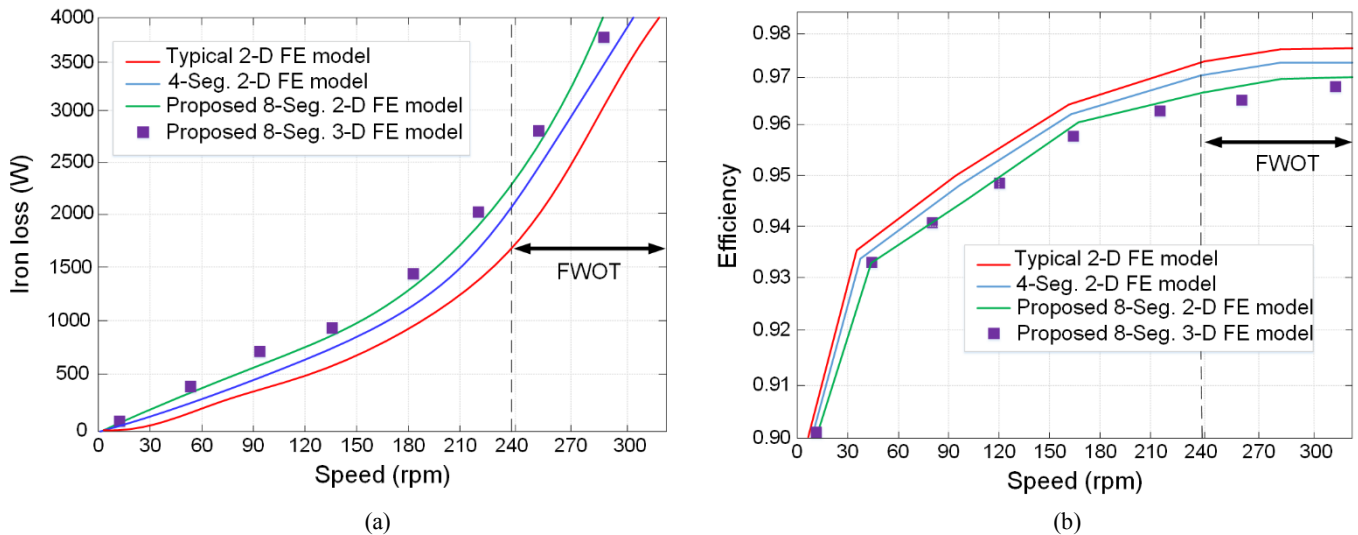 4000
3500
3000
2500
2000
1500
1000
500
0
Iron loss (W)
Typical 2-D FE model
4-Seg. 2-D FE model
Proposed 8-Seg. 2-D FE model
Proposed 8-Seg. 3-D FE model
FWOT
0 30 60 90 120 150 180 210 240 270 300
Speed (rpm)
(a)
0.98
0.97
0.96
0.95
0.94
0.93
0.92
0.91
0.90
Efficiency
FWOT
Typical 2-D FE model
4-Seg. 2-D FE model
Proposed 8-Seg. 2-D FE model
Proposed 8-Seg. 3-D FE model
0 30 60 90 120 150 180 210 240 270 300
Speed (rpm)
(b)